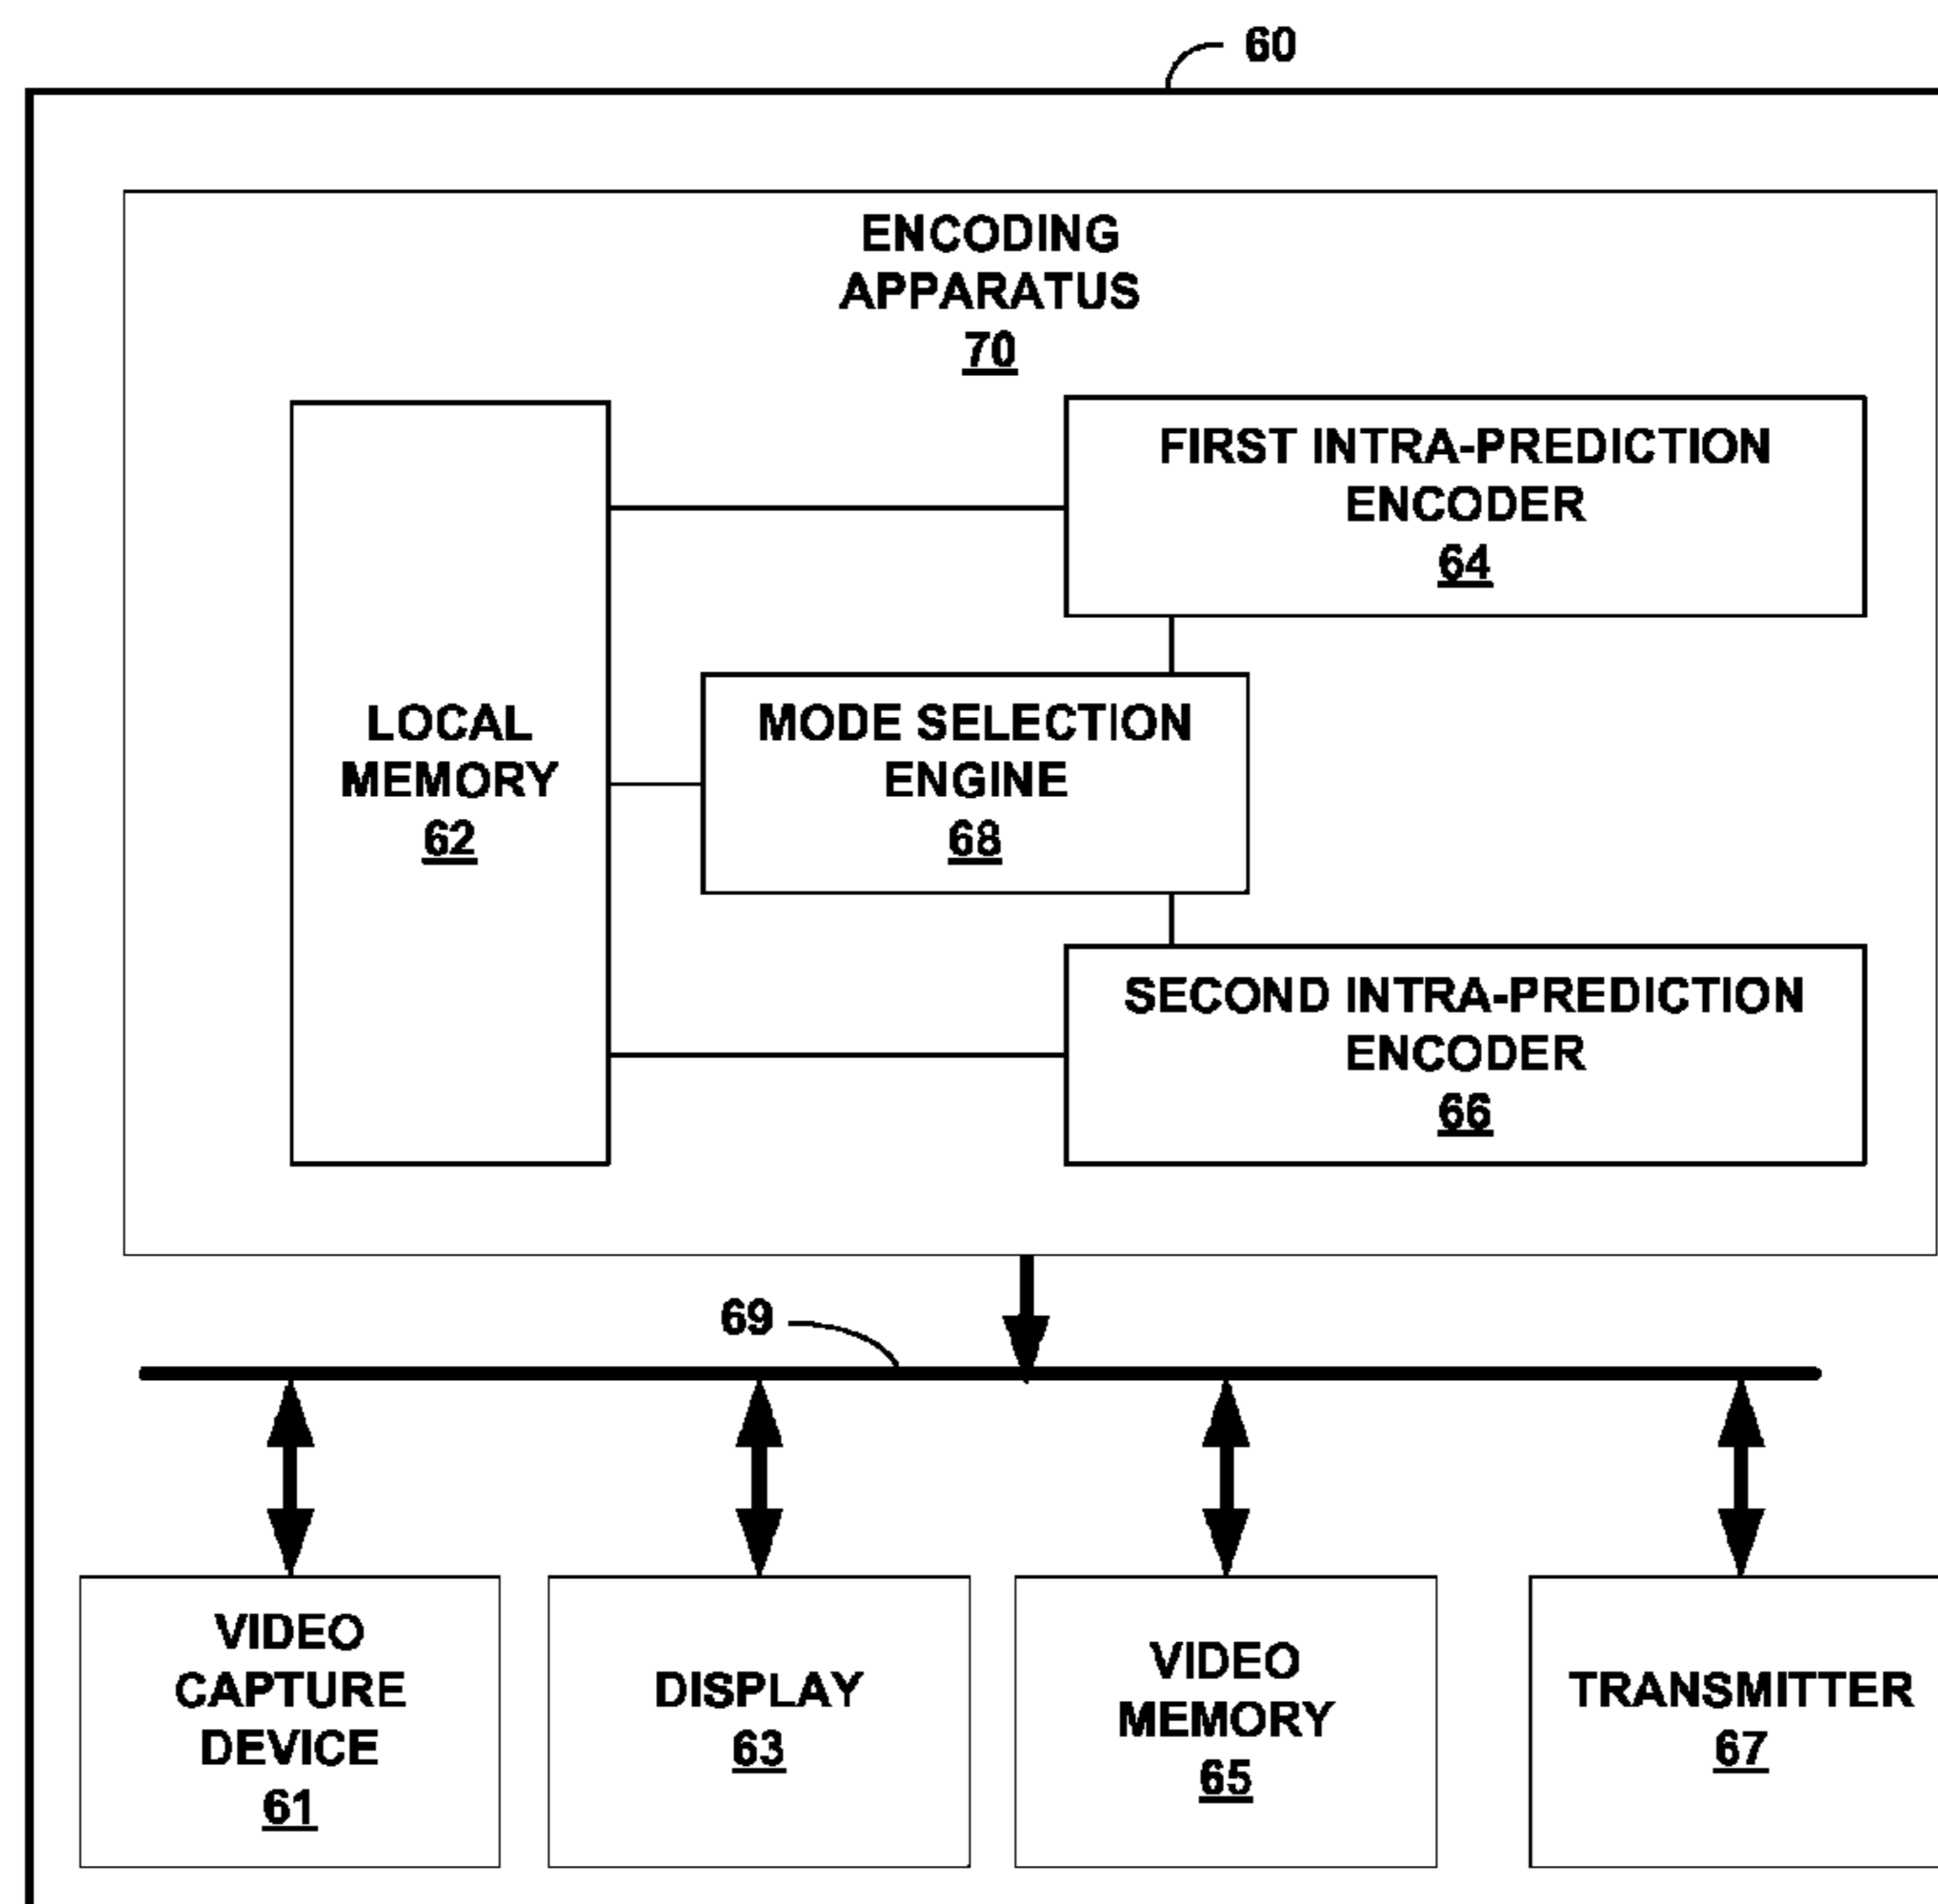 60
ENCODING
APPARATUS
70
FIRST INTRA-PREDICTION
ENCODER
64
LOCAL
MEMORY
62
MODE SELECTION
ENGINE
68
SECOND INTRA-PREDICTION
ENCODER
66
69
VIDEO
CAPTURE
DEVICE
61
DISPLAY
63
VIDEO
MEMORY
65
TRANSMITTER
67